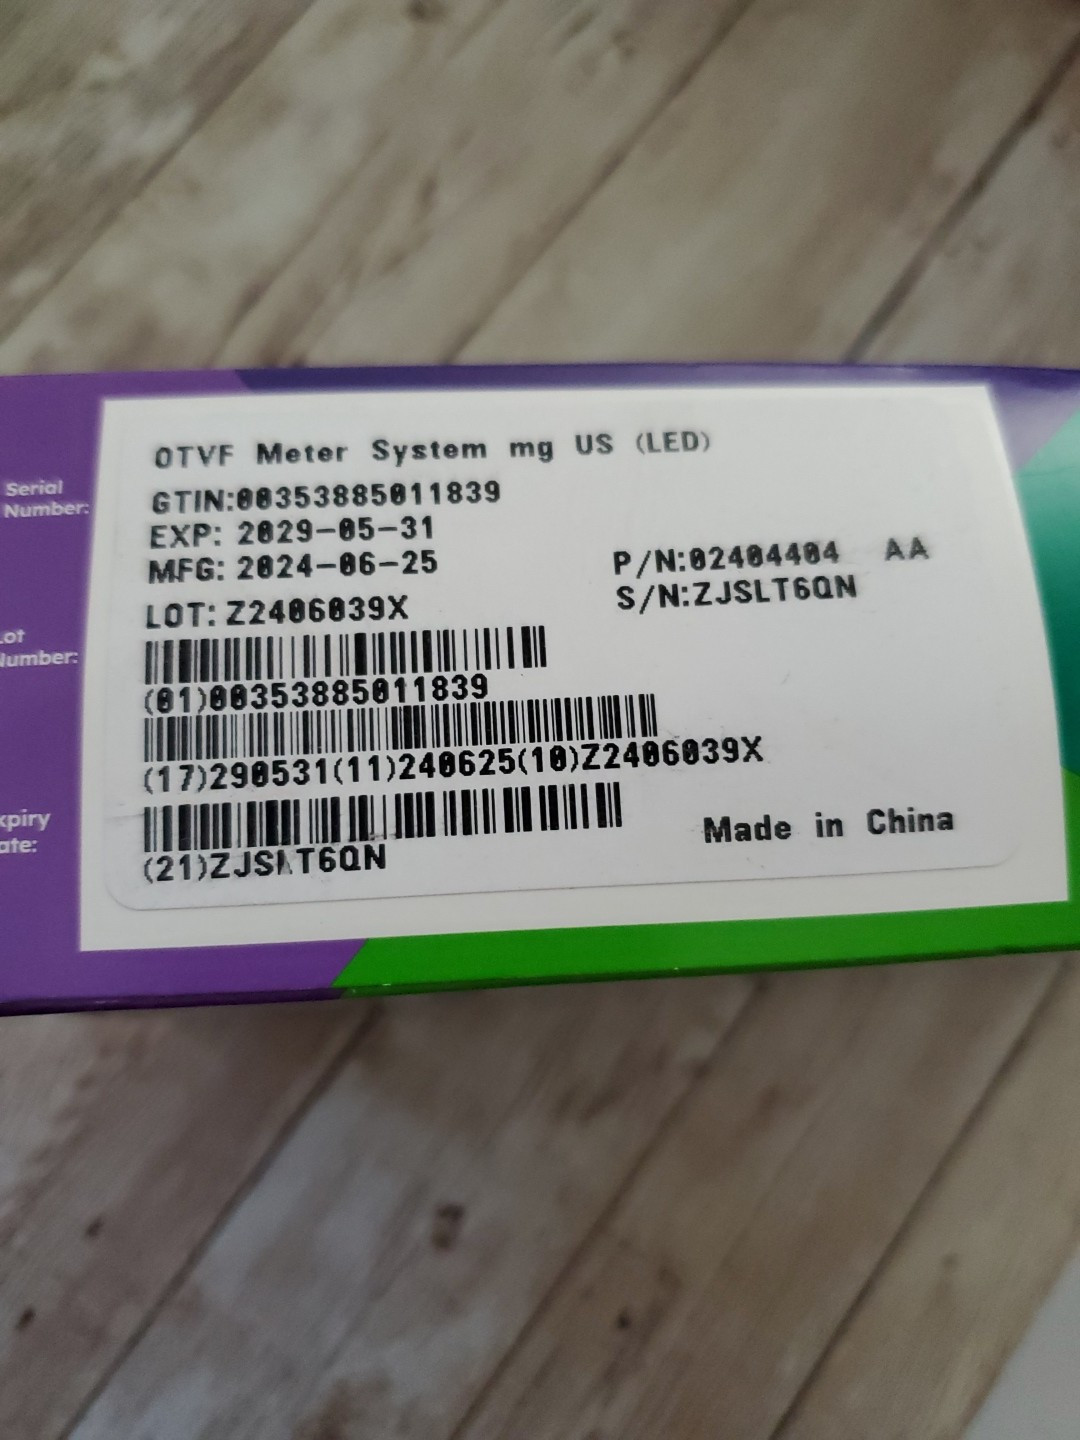 OTVF Meter System mg US (LED)
Serial
Number:
GTIN:00353885011839
EXP: 2029-05-31
MFG: 2024-06-25
P/N:02404404 AA
S/N:ZJSLT6QN
LOT: Z2406039X
Lot
Number:
(01)00353885011839
(17)290531(11)240625(10)Z2406039X
xpiry
ate:
Made in China
(21)ZJSLT6QN